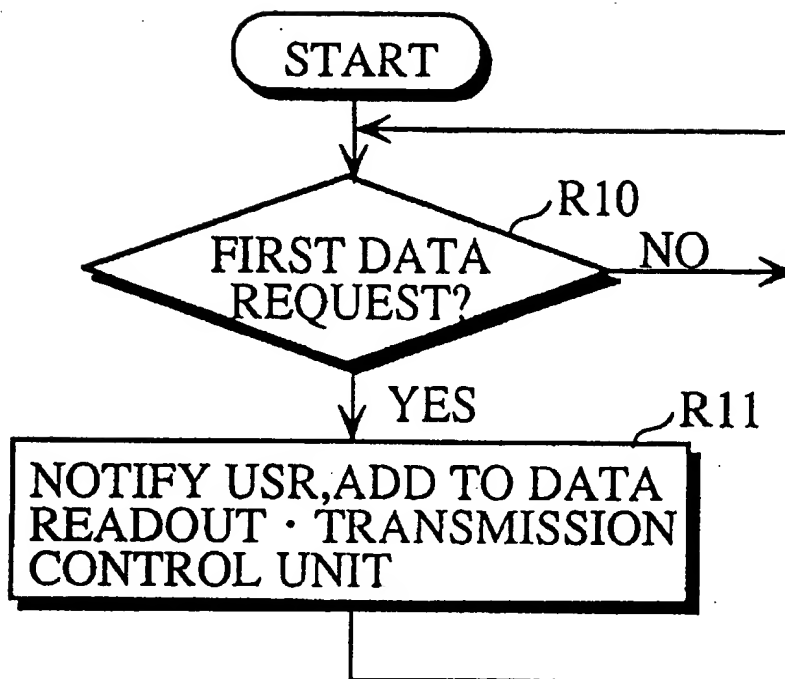 START
R10
FIRST DATA
REQUEST?
NO
YES
R11
NOTIFY USR,ADD TO DATA
READOUT · TRANSMISSION
CONTROL UNIT